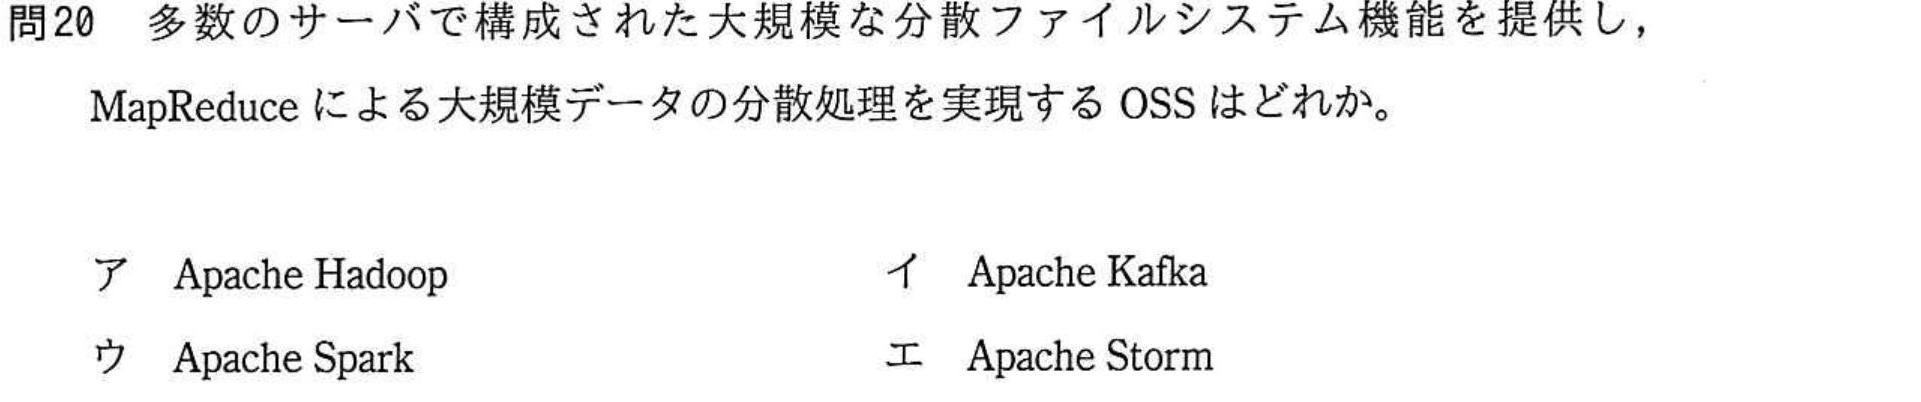 問20 多数のサーバで構成された大規模な分散ファイルシステム機能を提供し，
MapReduce による大規模データの分散処理を実現する OSS はどれか。
ア Apache Hadoop イ Apache Kafka
ウ Apache Spark エ Apache Storm